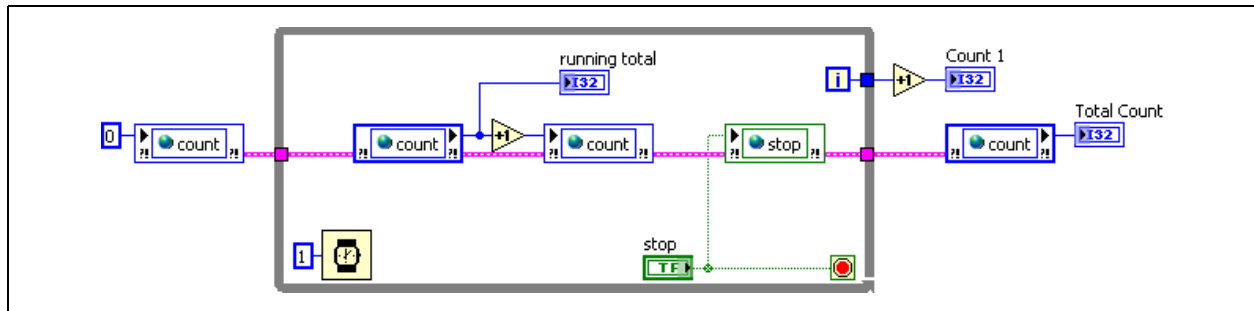 running total
I32
i
+1
Count 1
I32
Total Count
I32
0
?!
count
?!
?!
count
?!
+1
?!
count
?!
?!
stop
?!
?!
count
?!
1
stop
TF